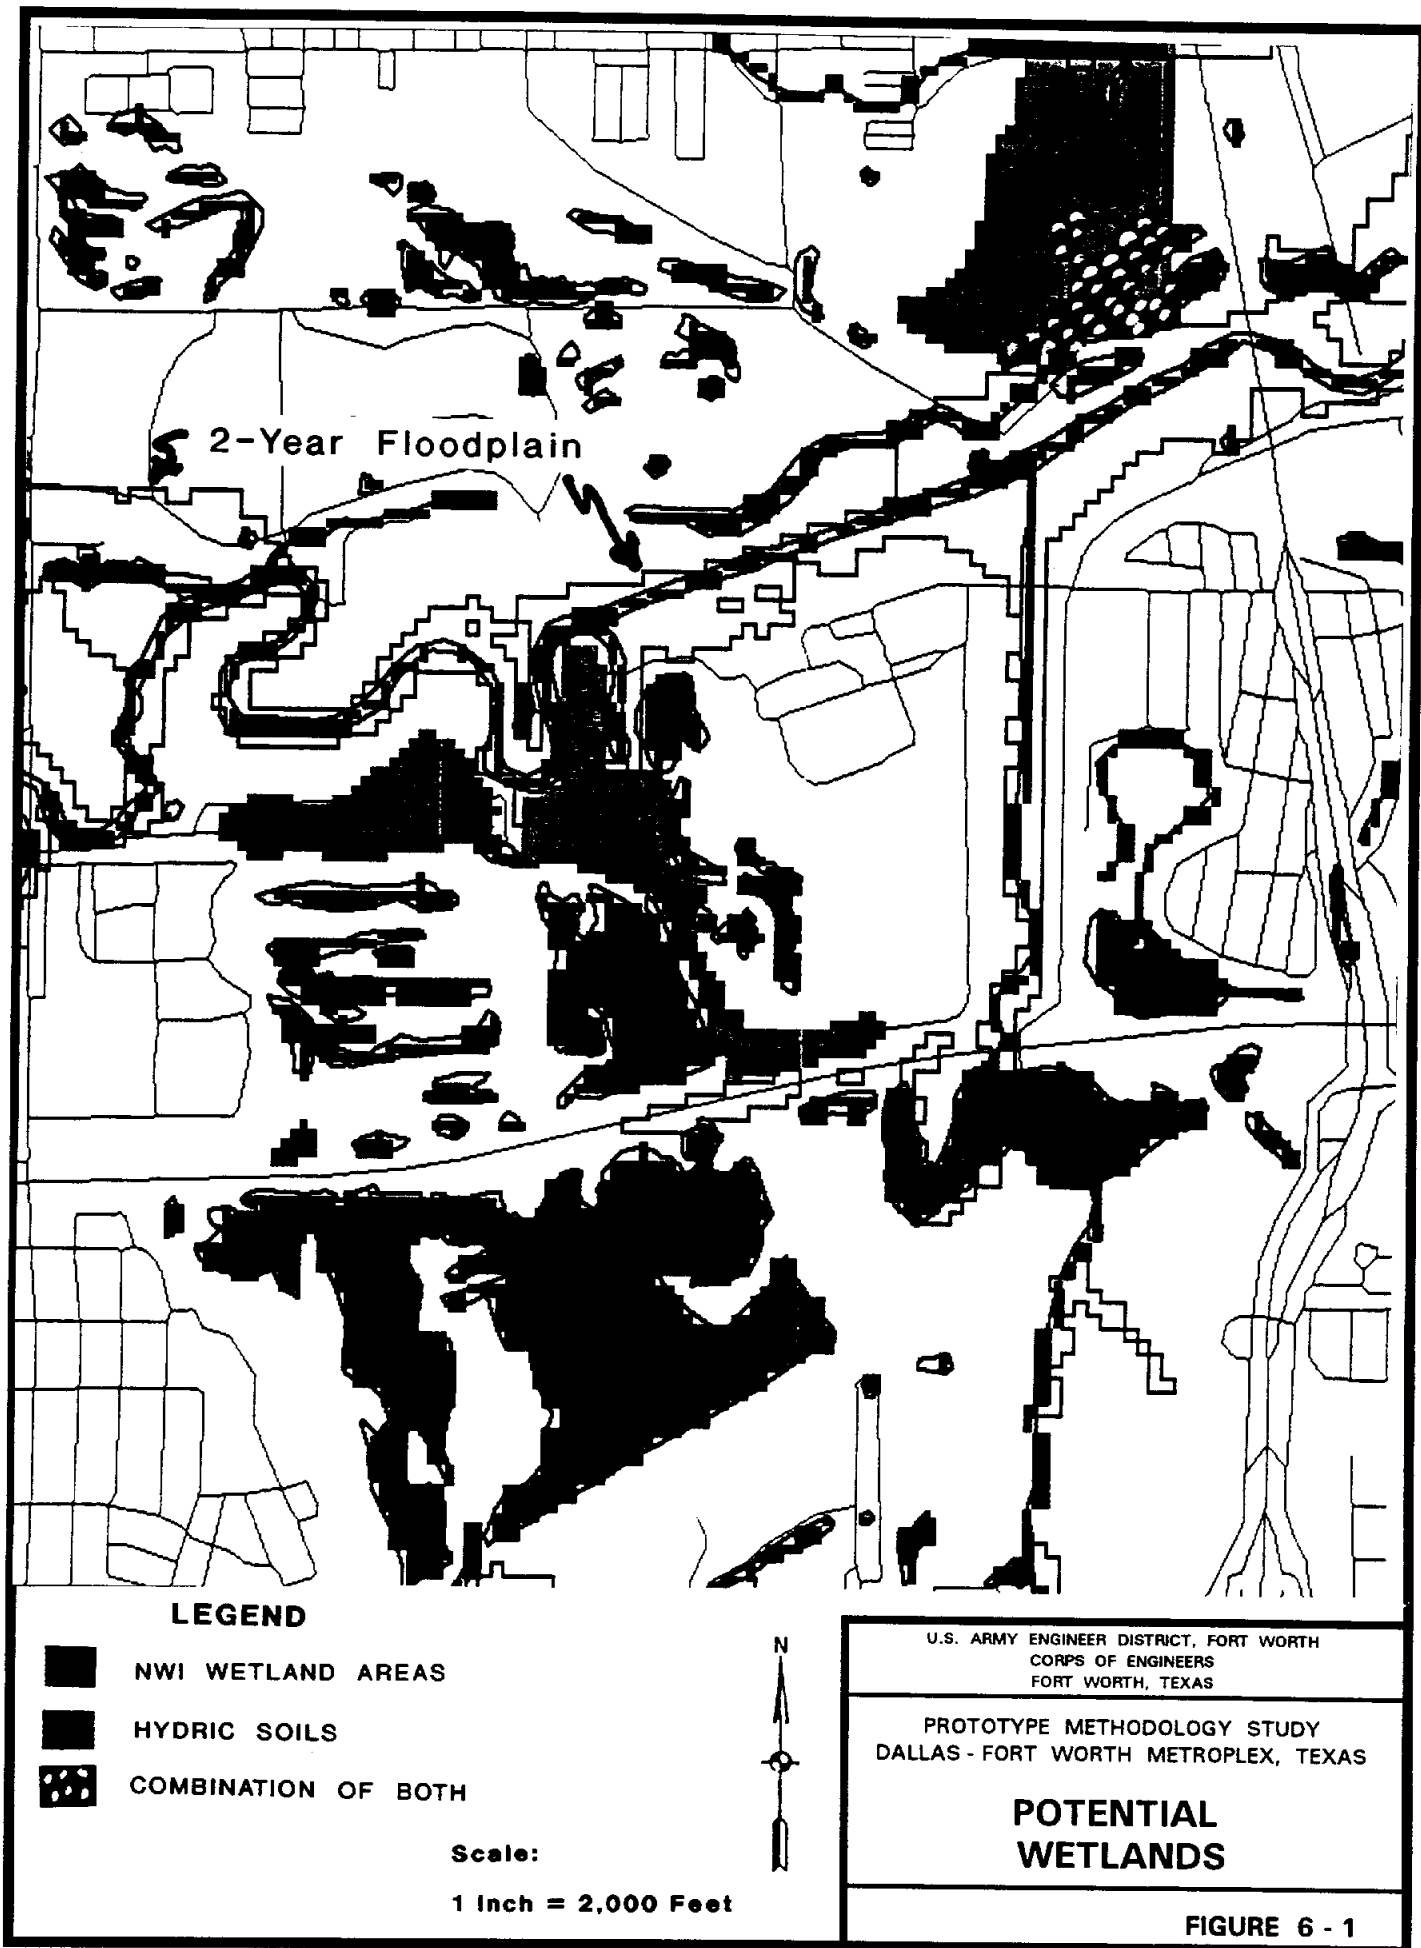 2-Year Floodplain
LEGEND
NWI WETLAND AREAS
HYDRIC SOILS
COMBINATION OF BOTH
Scale:
1 Inch = 2,000 Feet
N
U.S. ARMY ENGINEER DISTRICT, FORT WORTH
CORPS OF ENGINEERS
FORT WORTH, TEXAS
PROTOTYPE METHODOLOGY STUDY
DALLAS - FORT WORTH METROPLEX, TEXAS
POTENTIAL
WETLANDS
FIGURE 6 - 1